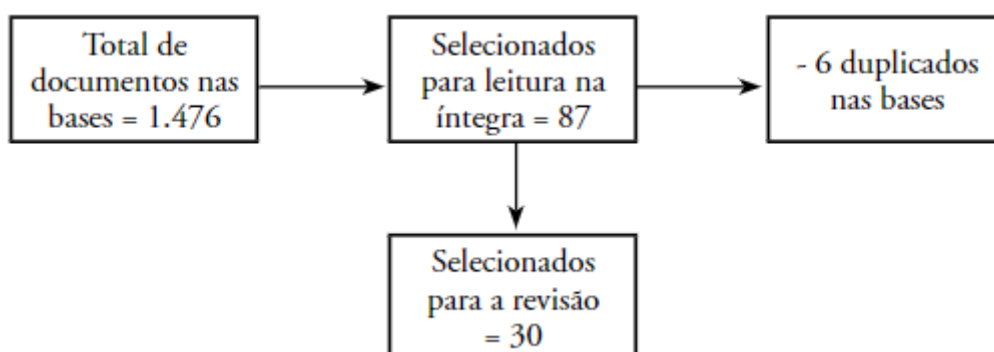 Total de
documentos nas
bases = 1.476
Selecionados
para leitura na
íntegra = 87
- 6 duplicados
nas bases
Selecionados
para a revisão
= 30